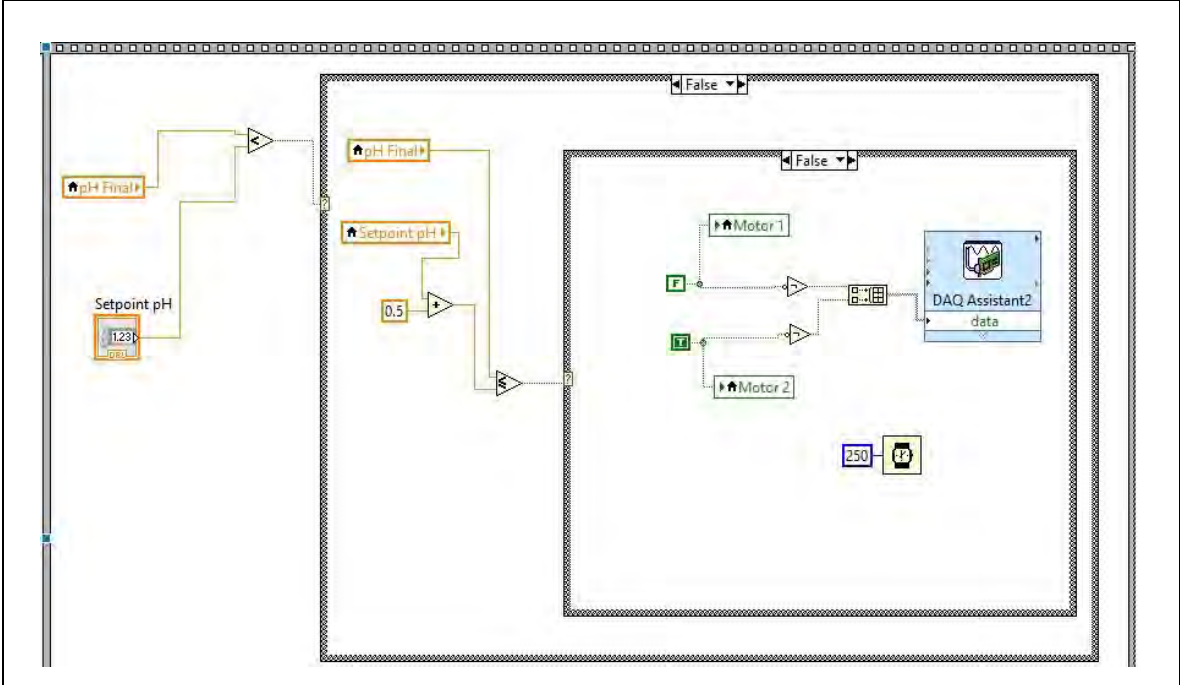 False
<
pH Final
pH Final
False
?
Setpoint pH
Motor 1
Setpoint pH
1.23
DBL
0.5
+
F
DAQ Assistant2
data
T
≤
?
Motor 2
250